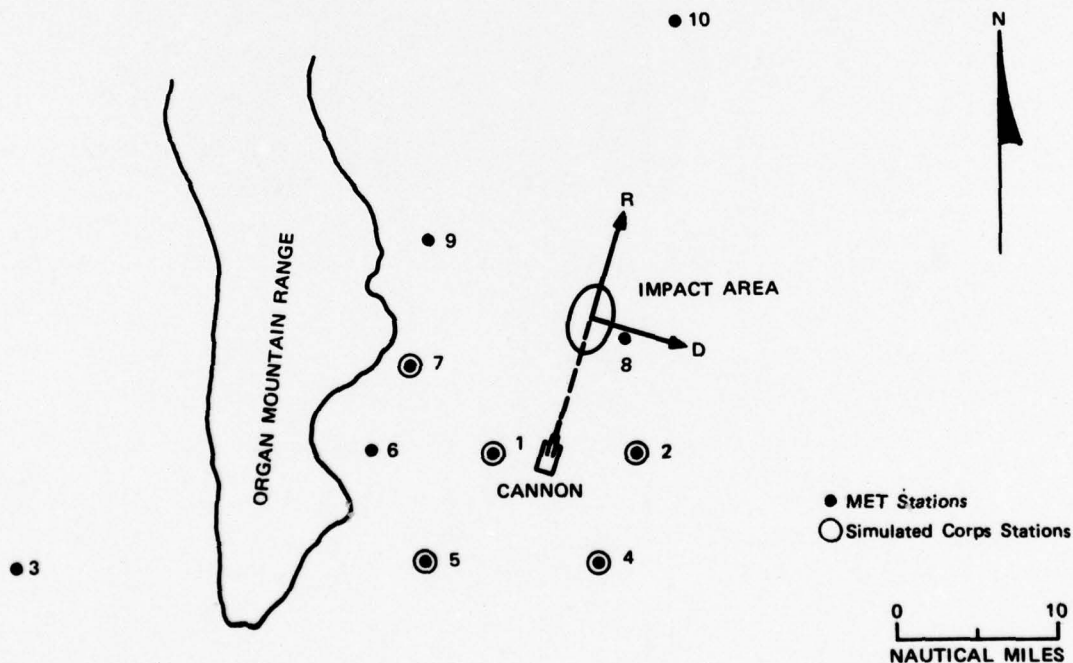 10
N
R
9
IMPACT AREA
ORGAN MOUNTAIN RANGE
7
8
D
6
1
2
CANNON
MET Stations
Simulated Corps Stations
3
5
4
0 10
NAUTICAL MILES